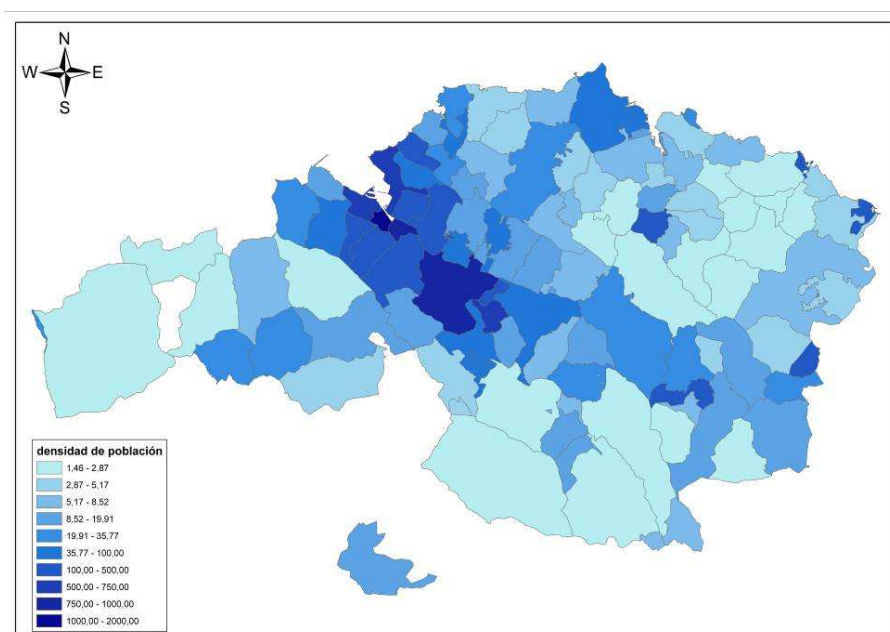 N
W E
S
densidad de población
1,46 - 2,87
2,87 - 5,17
5,17 - 8,52
8,52 - 19,91
19,91 - 35,77
35,77 - 100,00
100,00 - 500,00
500,00 - 750,00
750,00 - 1000,00
1000,00 - 2000,00